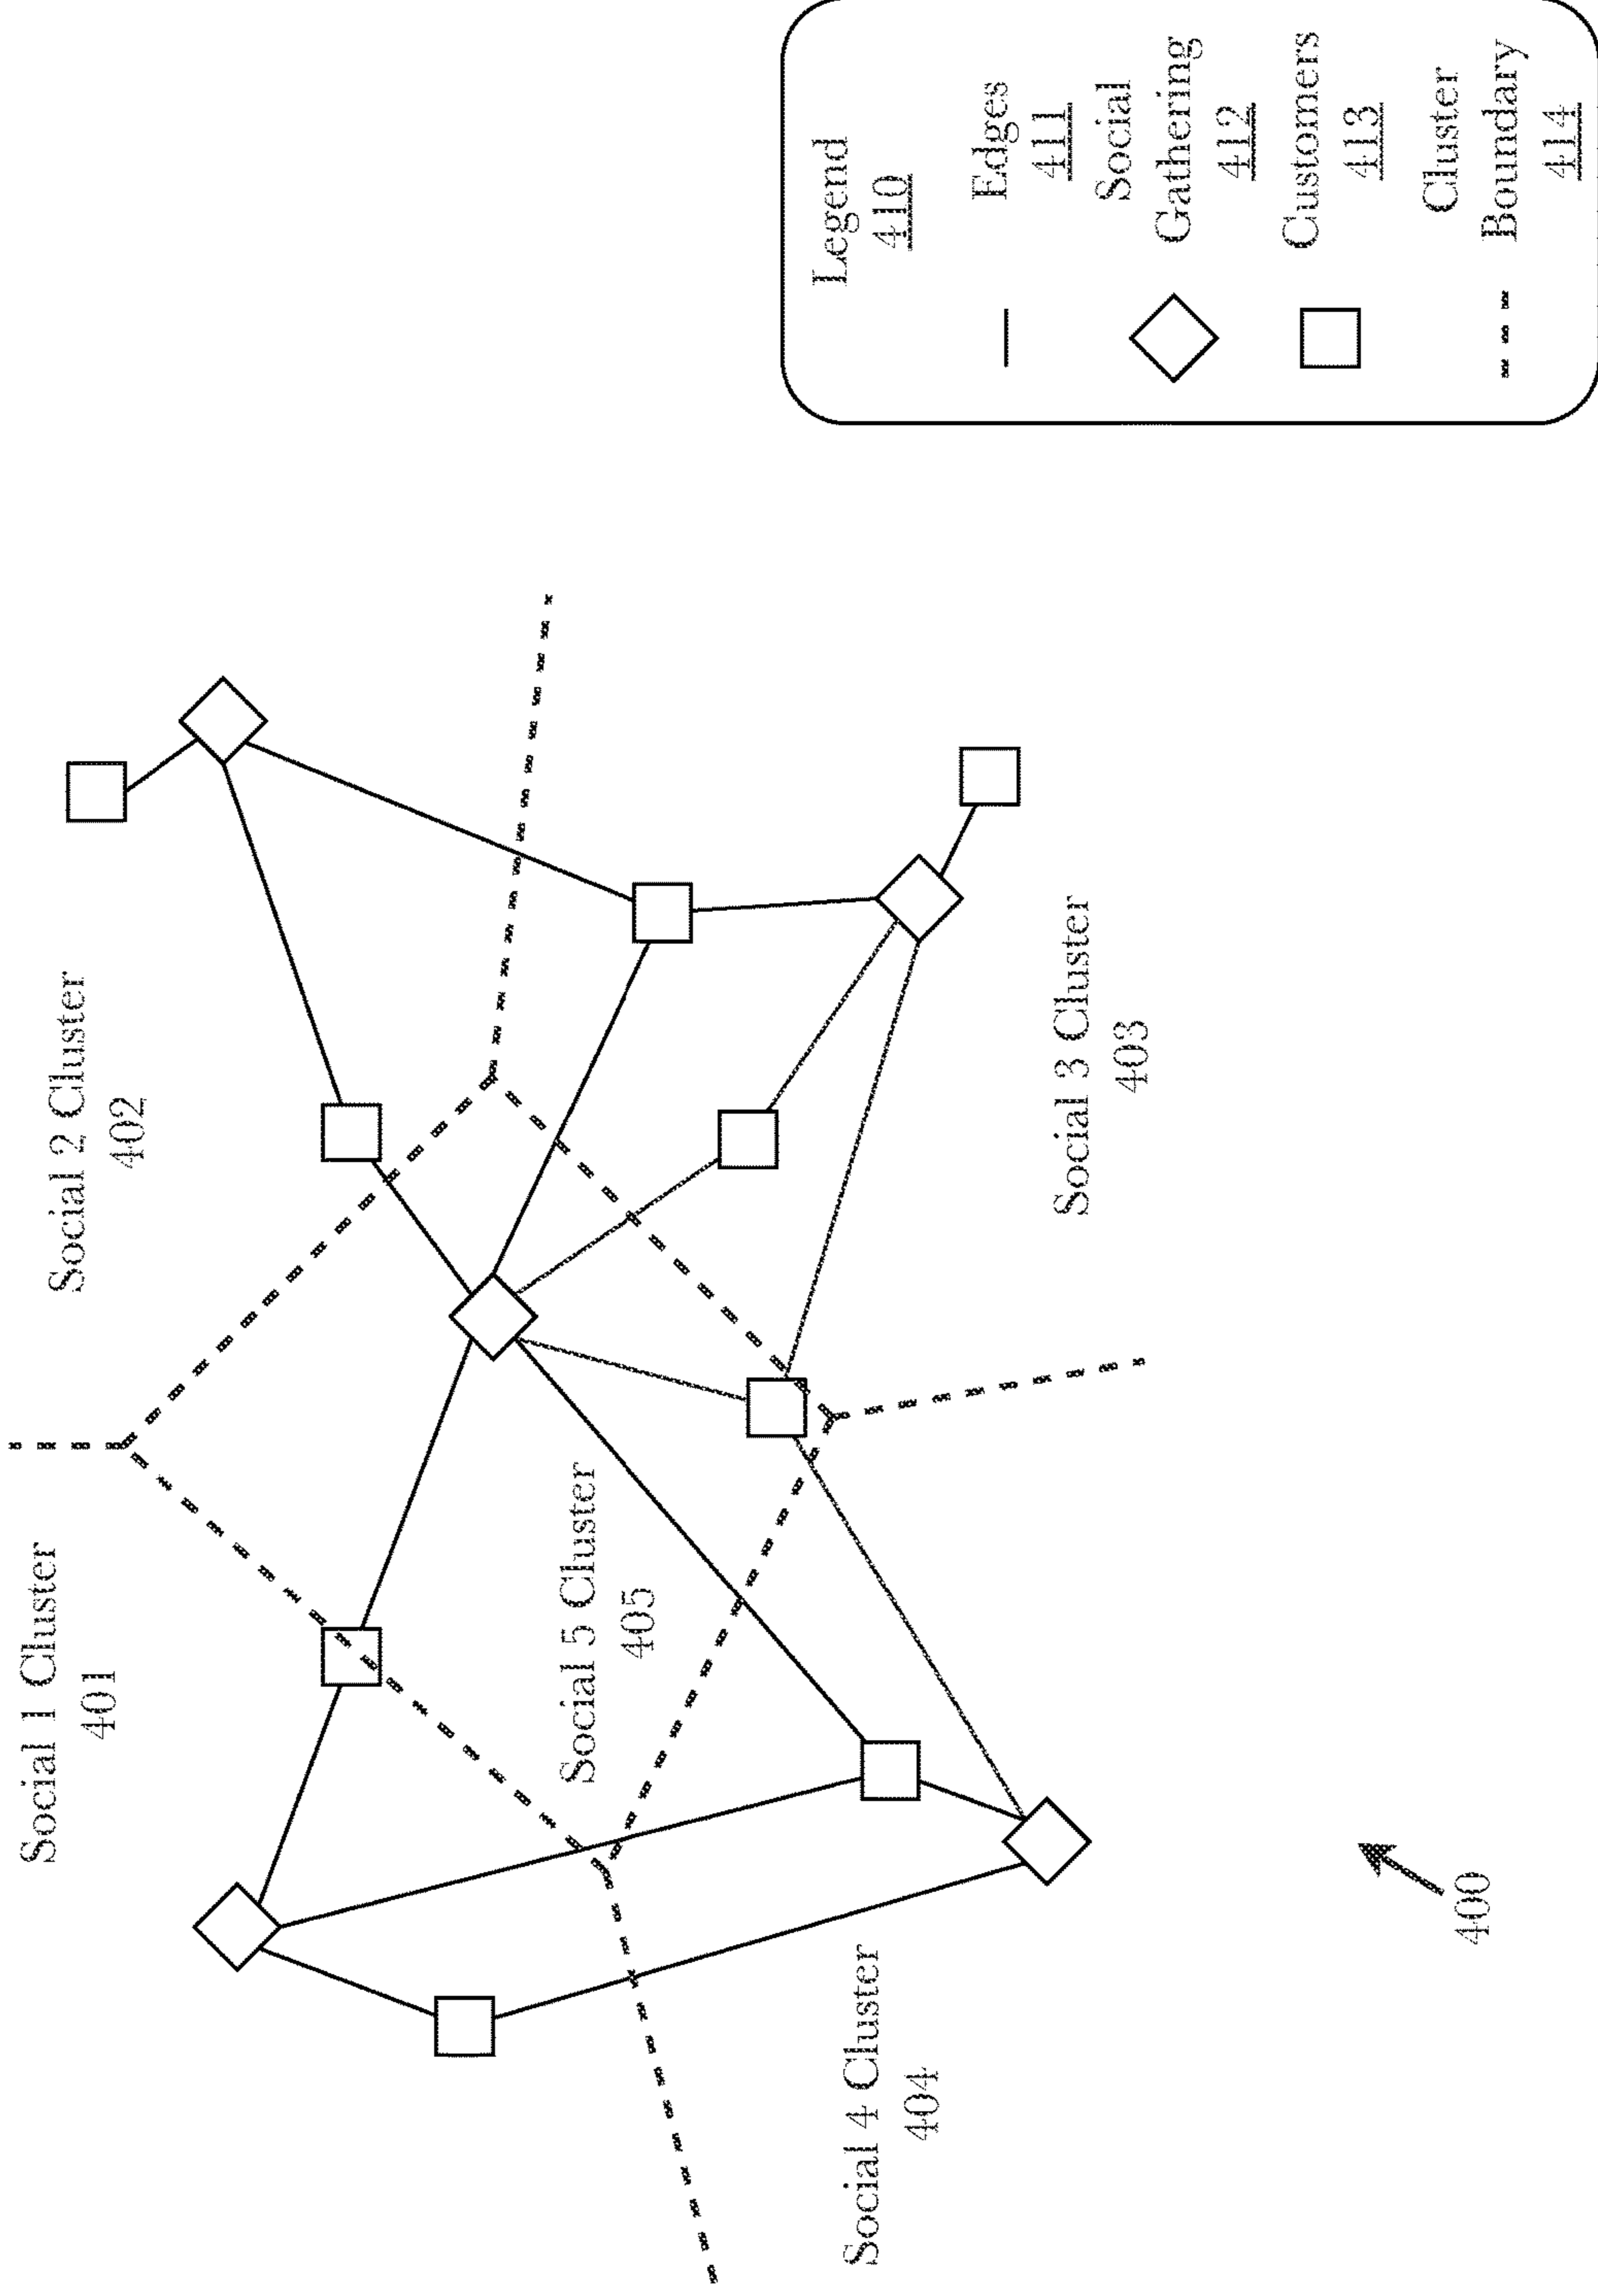 Social 1 Cluster
401
Social 2 Cluster
402
Social 5 Cluster
405
Social 4 Cluster
404
Social 3 Cluster
403
400
Legend
410
Edges
411
Social
Gathering
412
Customers
413
Cluster
Boundary
414